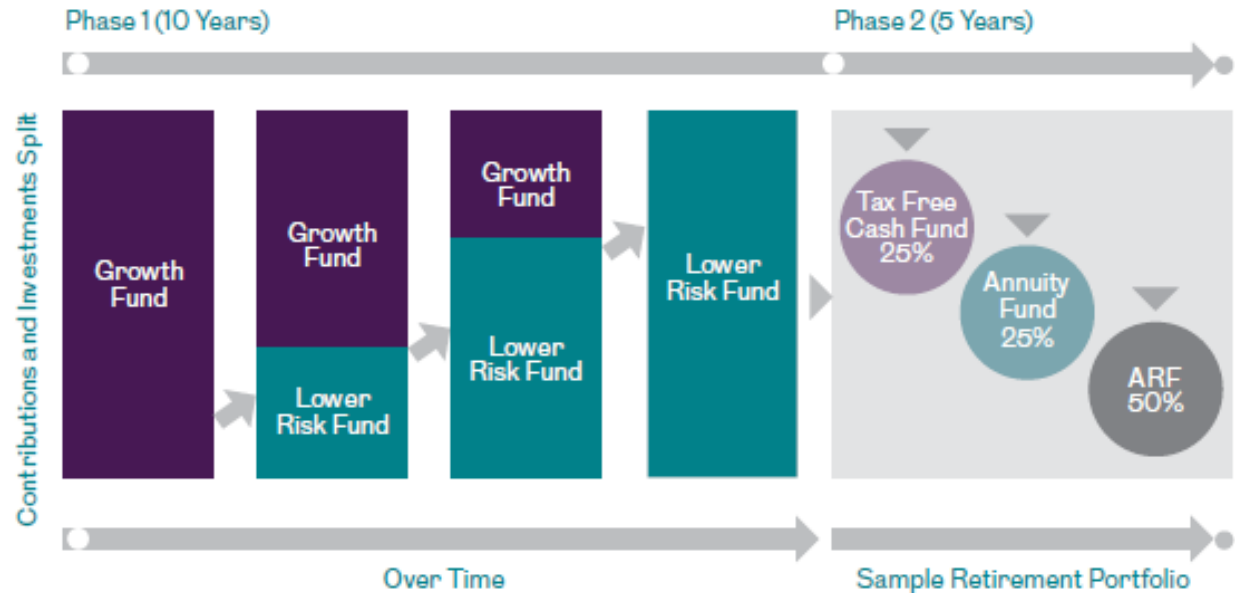 Phase 1 (10 Years)
Phase 2 (5 Years)
Contributions and Investments Split
Growth
Fund
Growth
Fund
Lower
Risk Fund
Growth
Fund
Lower
Risk Fund
Lower
Risk Fund
Tax Free
Cash Fund
25%
Annuity
Fund
25%
ARF
50%
Over Time
Sample Retirement Portfolio